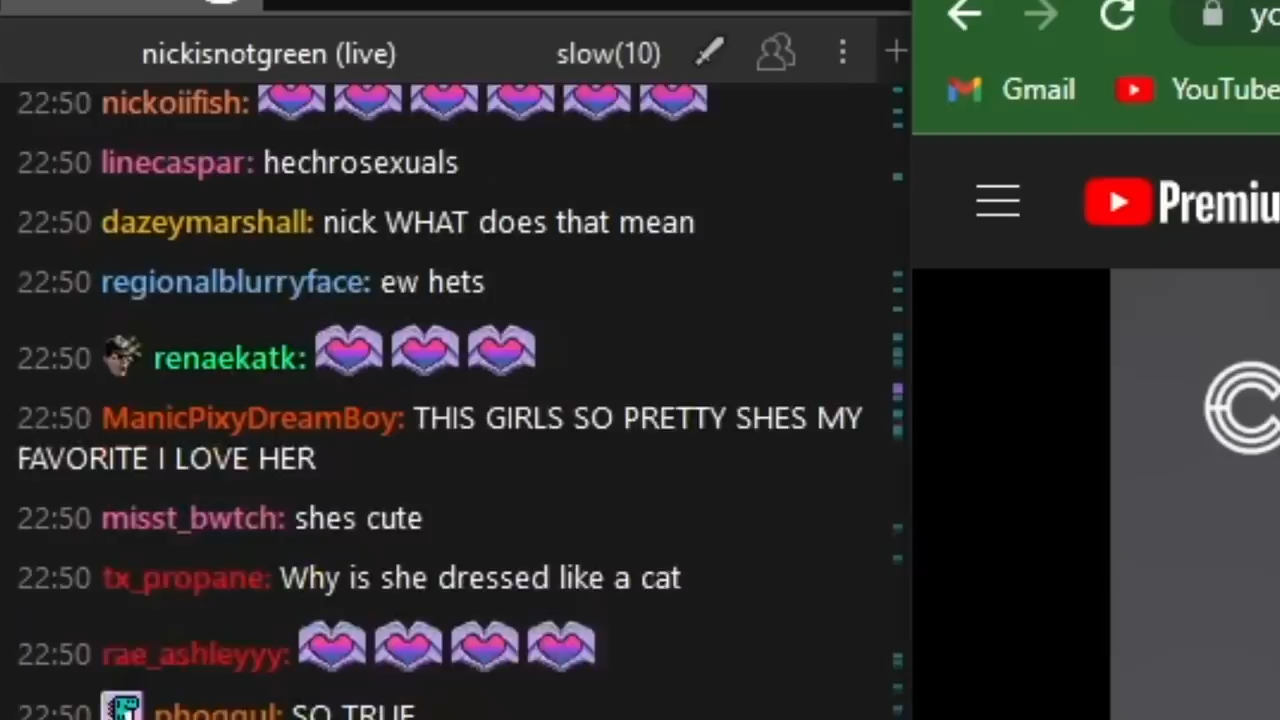 nickisnotgreen (live) slow(10)
22:50 nickoiifish:
22:50 linecaspar: hechrosexuals
22:50 dazeymarshall: nick WHAT does that mean
22:50 regionalblurryface: ew hets
22:50 renaekatk:
22:50 ManicPixyDreamBoy: THIS GIRLS SO PRETTY SHES MY
FAVORITE I LOVE HER
22:50 misst_bwtch: shes cute
22:50 tx_propane: Why is she dressed like a cat
22:50 rae_ashleyyy:
22:50 phoggul: SO TRUE
Gmail YouTube